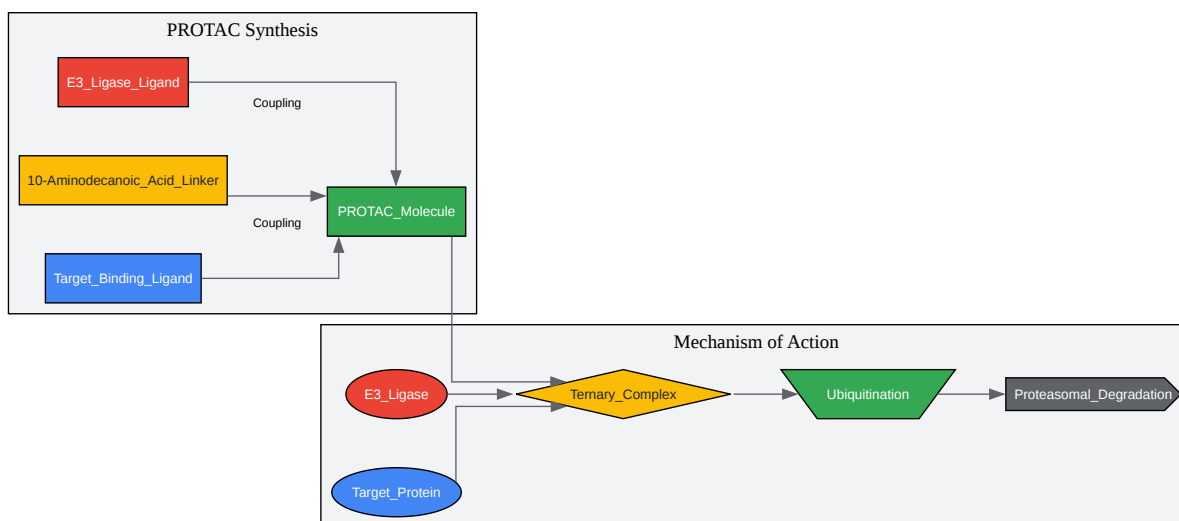 PROTAC Synthesis
E3_Ligase_Ligand
Coupling
10-Aminodecanoic_Acid_Linker
PROTAC_Molecule
Coupling
Target_Binding_Ligand
Mechanism of Action
E3_Ligase
Ternary_Complex
Ubiquitination
Proteasomal_Degradation
Target_Protein